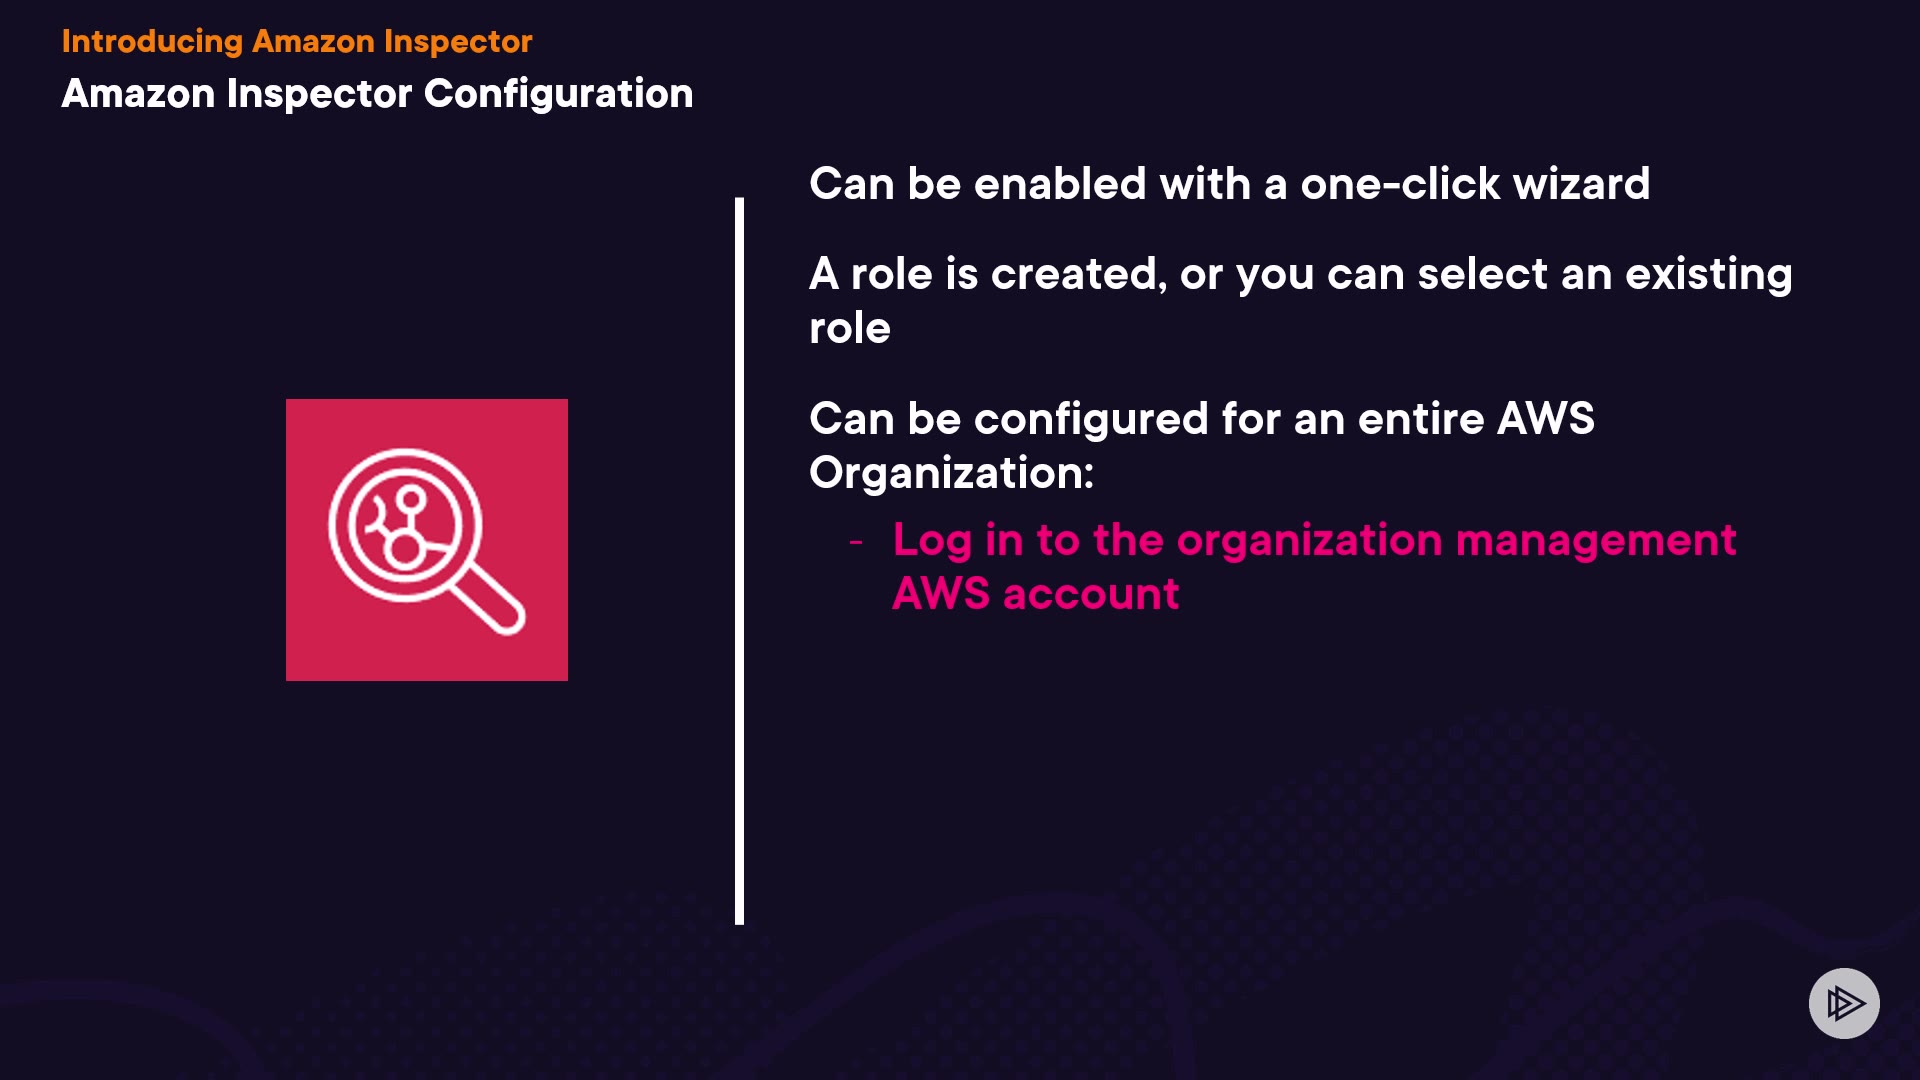 Introducing Amazon Inspector
Amazon Inspector Configuration
Can be enabled with a one-click wizard
A role is created, or you can select an existing
role
Can be configured for an entire AWS
Organization:
- Log in to the organization management
AWS account